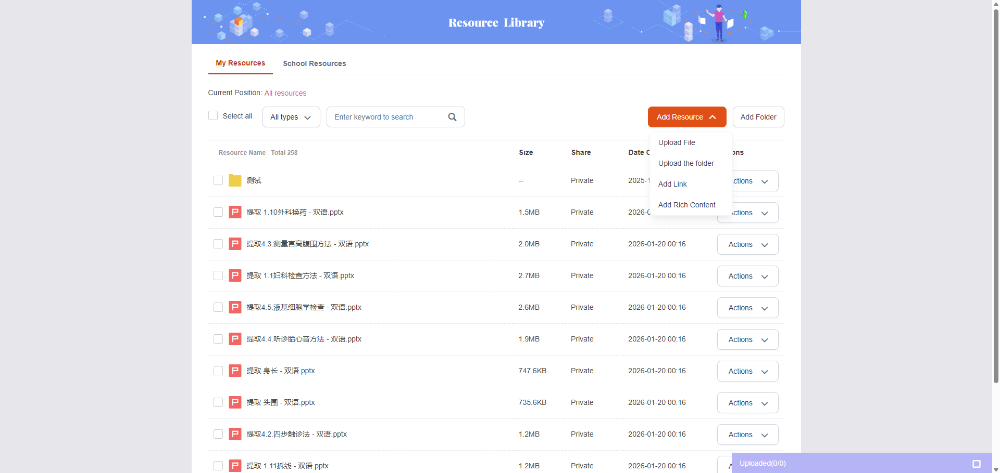 Resource Library
My Resources School Resources
Current Position: All resources
Select all All types Enter keyword to search Add Resource Add Folder
Upload File
Upload the folder
Add Link
Add Rich Content
Resource Name Total 258 Size Share Date C ons
测试 -- Private 2025-1 ctions
提取 1.10外科换药 - 双语.pptx 1.5MB Private 2026-0 ctions
提取4.3.测量宫高腹围方法 - 双语.pptx 2.0MB Private 2026-01-20 00:16 Actions
提取 1.1妇科检查方法 - 双语.pptx 2.7MB Private 2026-01-20 00:16 Actions
提取4.5.液基细胞学检查 - 双语.pptx 2.6MB Private 2026-01-20 00:16 Actions
提取4.4.听诊胎心音方法 - 双语.pptx 1.9MB Private 2026-01-20 00:16 Actions
提取 身长 - 双语.pptx 747.6KB Private 2026-01-20 00:16 Actions
提取 头围 - 双语.pptx 735.6KB Private 2026-01-20 00:16 Actions
提取4.2.四步触诊法 - 双语.pptx 1.2MB Private 2026-01-20 00:16 Actions
提取 1.11拆线 - 双语.pptx 1.2MB Private 2026-01-20 00:16
Uploaded(0/0)